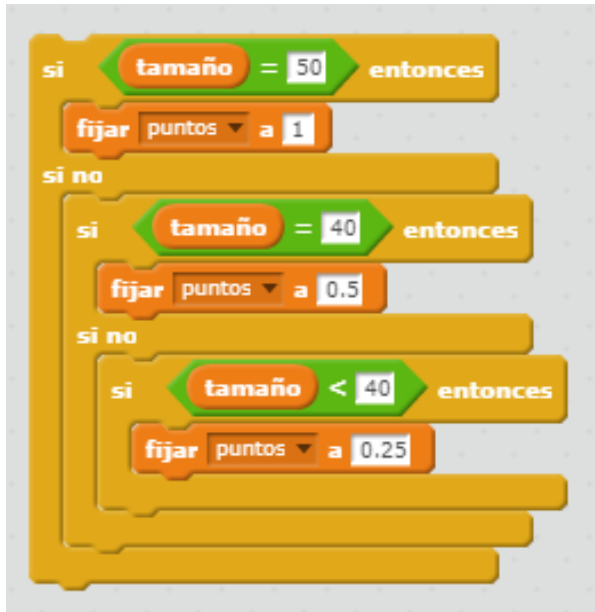 si tamaño = 50 entonces
fijar puntos a 1
si no
si tamaño = 40 entonces
fijar puntos a 0.5
si no
si tamaño < 40 entonces
fijar puntos a 0.25